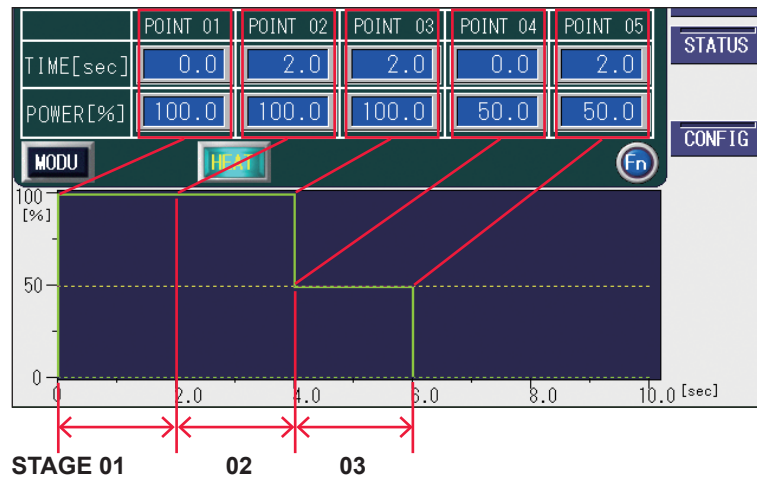 POINT 01 POINT 02 POINT 03 POINT 04 POINT 05
STATUS
TIME[sec] 0.0 2.0 2.0 0.0 2.0
POWER[%] 100.0 100.0 100.0 50.0 50.0
CONFIG
MODU HEAT Fn
100
[%]
50
0
0 2.0 4.0 6.0 8.0 10.0 [sec]
STAGE 01 02 03